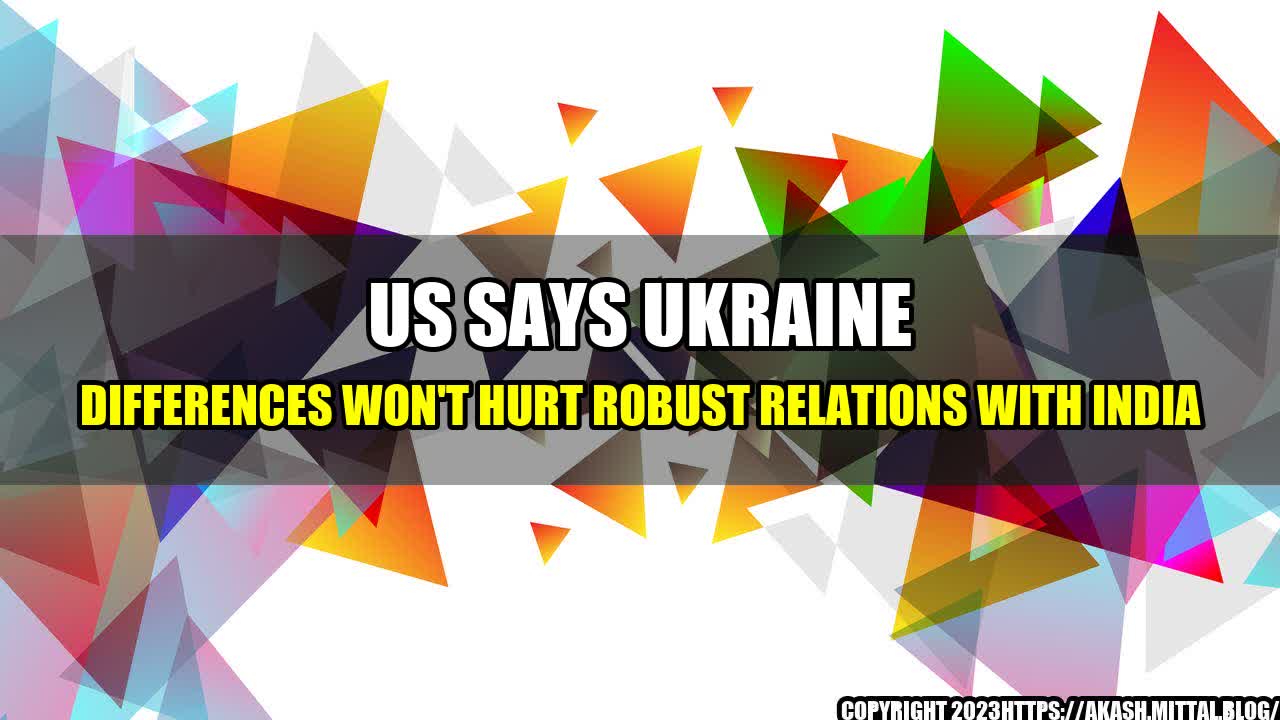 US SAYS UKRAINE
DIFFERENCES WON'T HURT ROBUST RELATIONS WITH INDIA
COPYRIGHT 2023HTTPS://AKASH.MITTAL.BLOG/